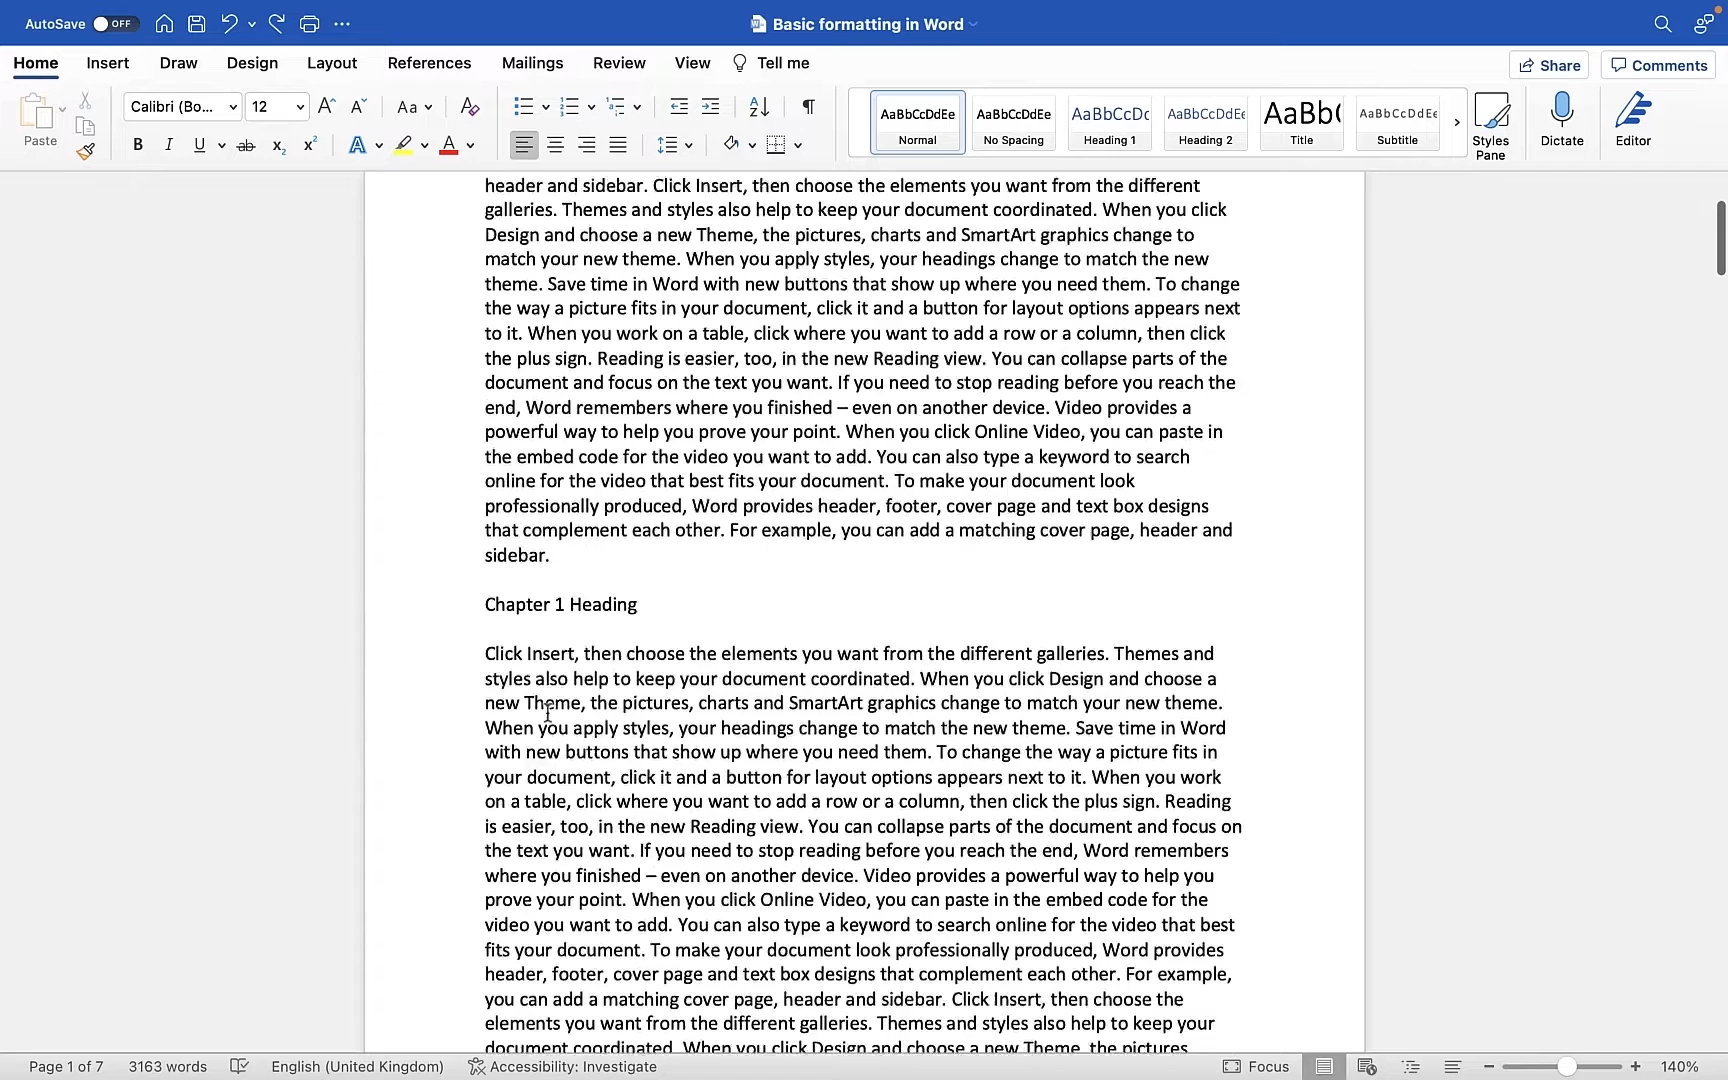 AutoSave OFF
Basic formatting in Word
Home Insert Draw Design Layout References Mailings Review View Tell me
Share Comments
Paste
Calibri (Bo... 12
Aa
AaBbCcDdEe AaBbCcDdEe AaBbCcDc AaBbCcDdEe AaBb( AaBbCcDdEe
Normal No Spacing Heading 1 Heading 2 Title Subtitle
Styles Pane
Dictate
Editor
header and sidebar. Click Insert, then choose the elements you want from the different
galleries. Themes and styles also help to keep your document coordinated. When you click
Design and choose a new Theme, the pictures, charts and SmartArt graphics change to
match your new theme. When you apply styles, your headings change to match the new
theme. Save time in Word with new buttons that show up where you need them. To change
the way a picture fits in your document, click it and a button for layout options appears next
to it. When you work on a table, click where you want to add a row or a column, then click
the plus sign. Reading is easier, too, in the new Reading view. You can collapse parts of the
document and focus on the text you want. If you need to stop reading before you reach the
end, Word remembers where you finished – even on another device. Video provides a
powerful way to help you prove your point. When you click Online Video, you can paste in
the embed code for the video you want to add. You can also type a keyword to search
online for the video that best fits your document. To make your document look
professionally produced, Word provides header, footer, cover page and text box designs
that complement each other. For example, you can add a matching cover page, header and
sidebar.
Chapter 1 Heading
Click Insert, then choose the elements you want from the different galleries. Themes and
styles also help to keep your document coordinated. When you click Design and choose a
new Theme, the pictures, charts and SmartArt graphics change to match your new theme.
When you apply styles, your headings change to match the new theme. Save time in Word
with new buttons that show up where you need them. To change the way a picture fits in
your document, click it and a button for layout options appears next to it. When you work
on a table, click where you want to add a row or a column, then click the plus sign. Reading
is easier, too, in the new Reading view. You can collapse parts of the document and focus on
the text you want. If you need to stop reading before you reach the end, Word remembers
where you finished – even on another device. Video provides a powerful way to help you
prove your point. When you click Online Video, you can paste in the embed code for the
video you want to add. You can also type a keyword to search online for the video that best
fits your document. To make your document look professionally produced, Word provides
header, footer, cover page and text box designs that complement each other. For example,
you can add a matching cover page, header and sidebar. Click Insert, then choose the
elements you want from the different galleries. Themes and styles also help to keep your
document coordinated. When you click Design and choose a new Theme, the pictures
Page 1 of 7 3163 words English (United Kingdom) Accessibility: Investigate Focus 140%